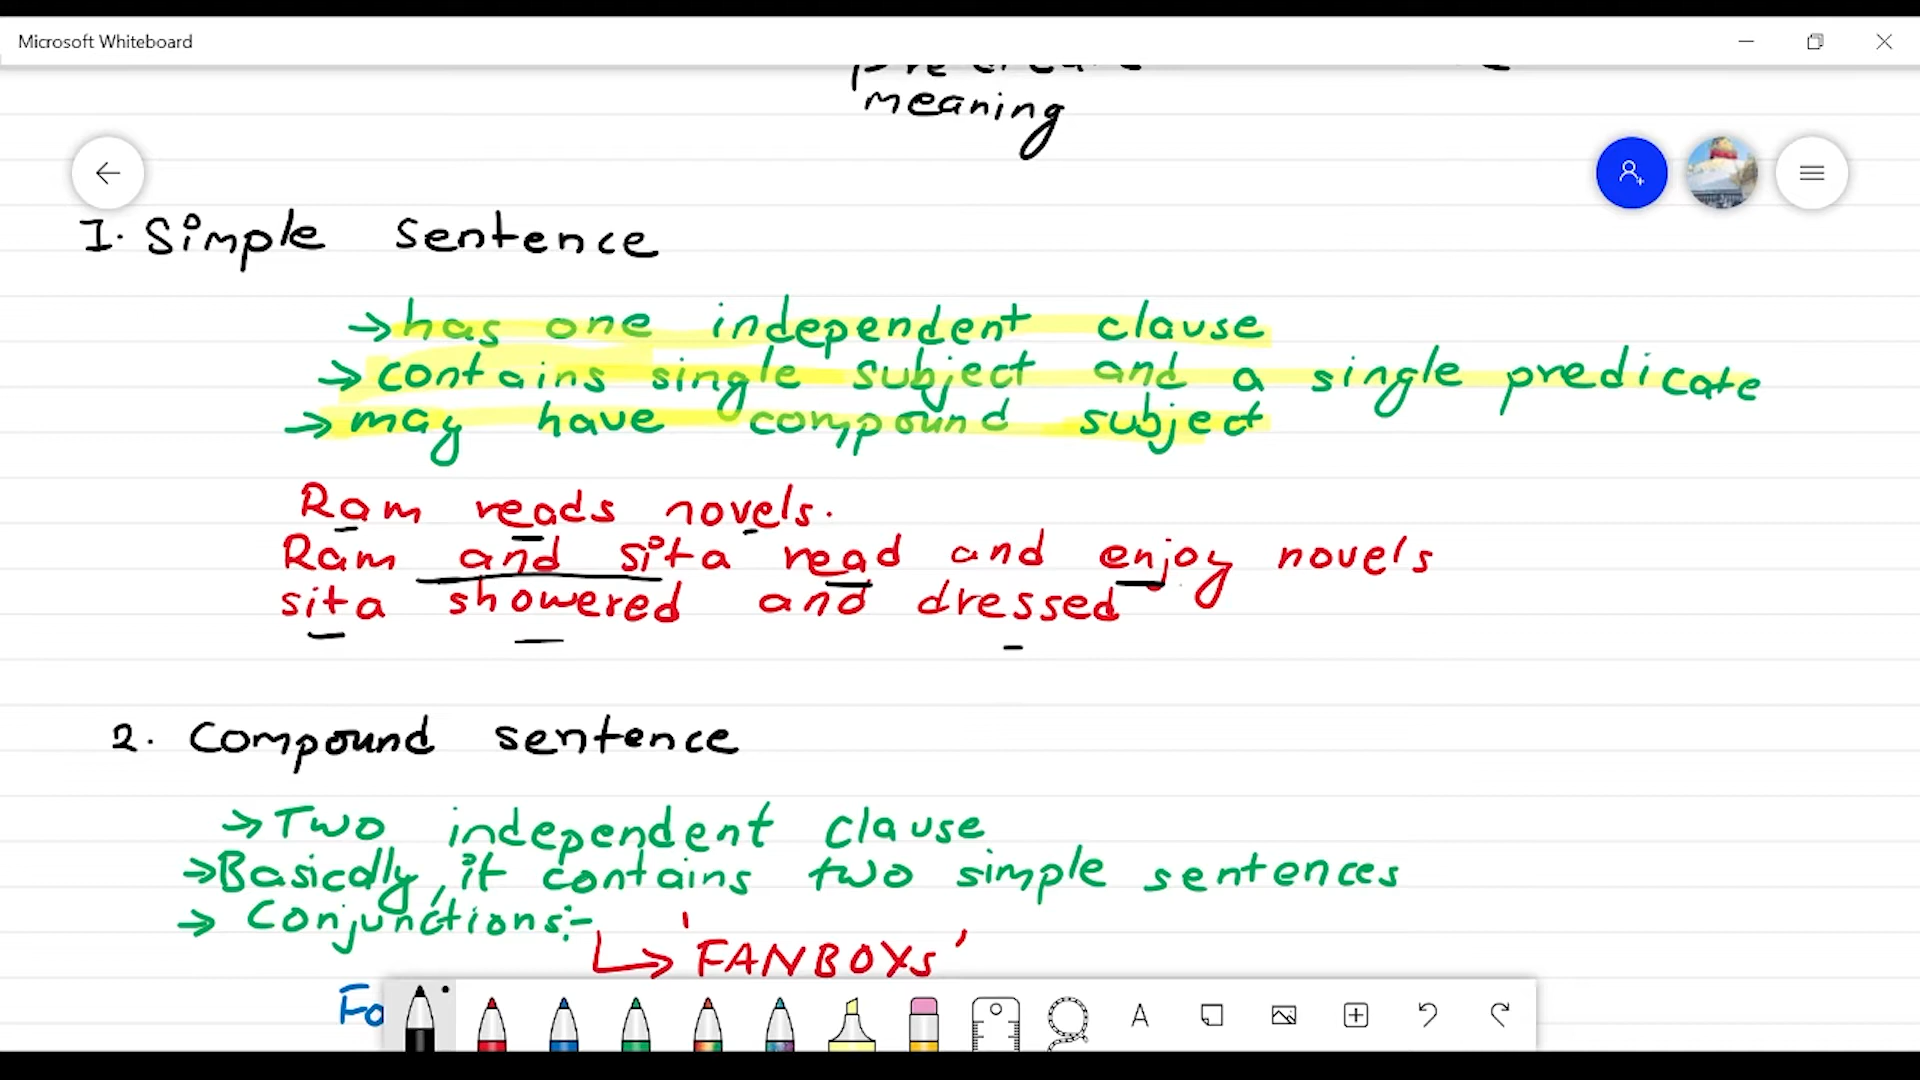 Microsoft Whiteboard
meaning
I. Simple sentence
→has one independent clause
→contains single subject and a single predicate
→may have compound subject
Ram reads novels.
Ram and sita read and enjoy novels
sita showered and dressed
2. Compound sentence
→Two independent clause
→Basically, it contains two simple sentences
→ Conjunctions:-
↳ 'FANBOYs'
Fo